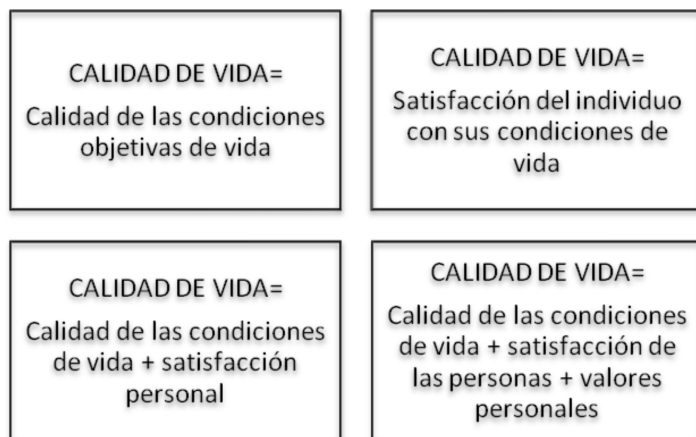 CALIDAD DE VIDA=
Calidad de las condiciones
objetivas de vida
CALIDAD DE VIDA=
Satisfacción del individuo
con sus condiciones de
vida
CALIDAD DE VIDA=
Calidad de las condiciones
de vida + satisfacción
personal
CALIDAD DE VIDA=
Calidad de las condiciones
de vida + satisfacción de
las personas + valores
personales